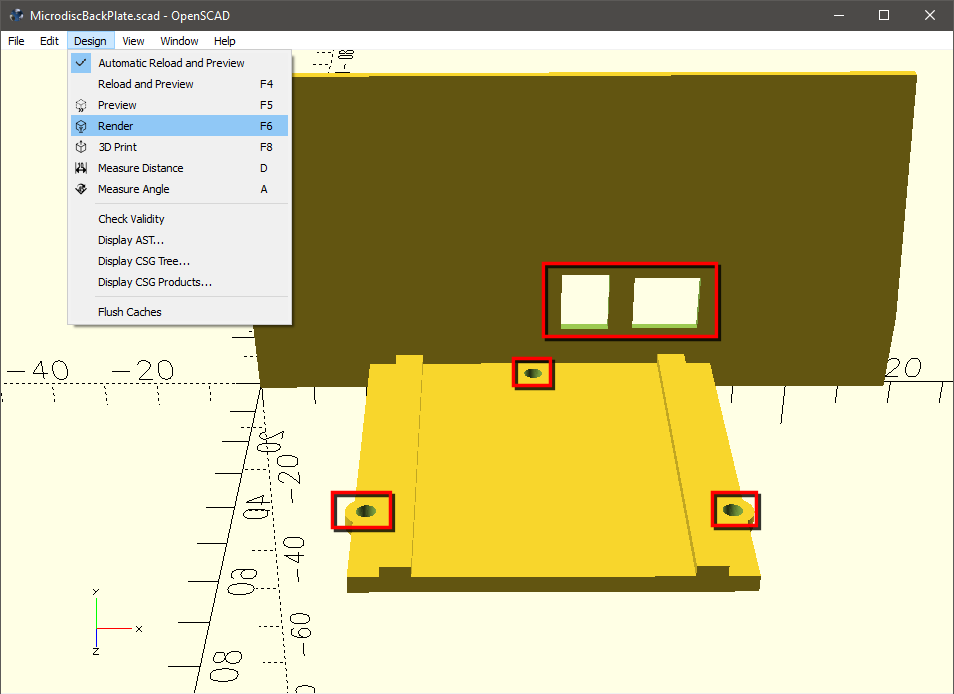 MicrodiscBackPlate.scad - OpenSCAD
File Edit Design View Window Help
Automatic Reload and Preview
Reload and Preview F4
Preview F5
Render F6
3D Print F8
Measure Distance D
Measure Angle A
Check Validity
Display AST...
Display CSG Tree...
Display CSG Products...
Flush Caches
-40 -20
20
20
-20
40
-40
60
-60
80
Y
X
Z